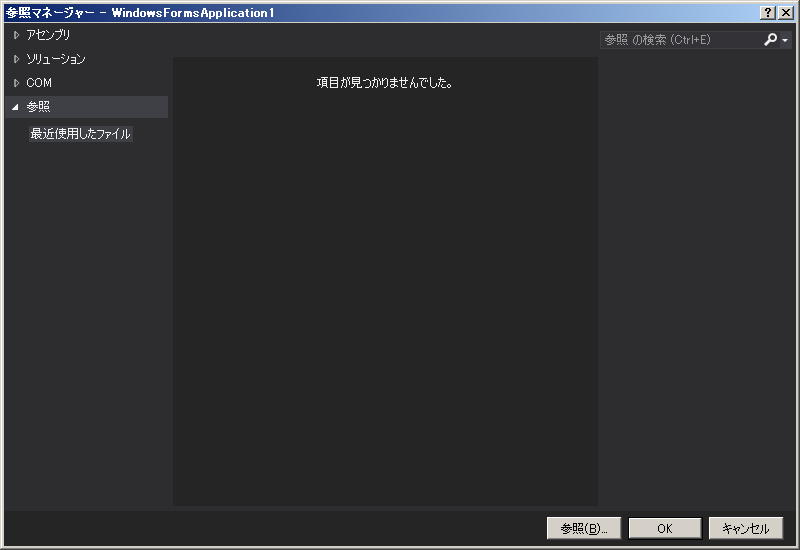 参照マネージャー - WindowsFormsApplication1
アセンブリ
ソリューション
COM
参照
最近使用したファイル
参照 の検索 (Ctrl+E)
項目が見つかりませんでした。
参照(B)...
OK
キャンセル